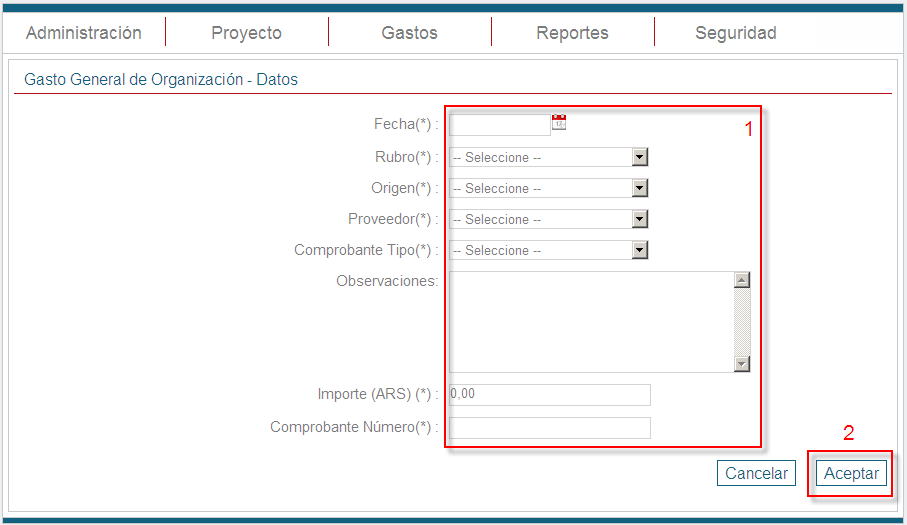 Administración Proyecto Gastos Reportes Seguridad
Gasto General de Organización - Datos
Fecha(*) :
1
Rubro(*) : -- Seleccione --
Origen(*) : -- Seleccione --
Proveedor(*) : -- Seleccione --
Comprobante Tipo(*) : -- Seleccione --
Observaciones:
Importe (ARS) (*) : 0,00
Comprobante Número(*) :
2
Cancelar Aceptar